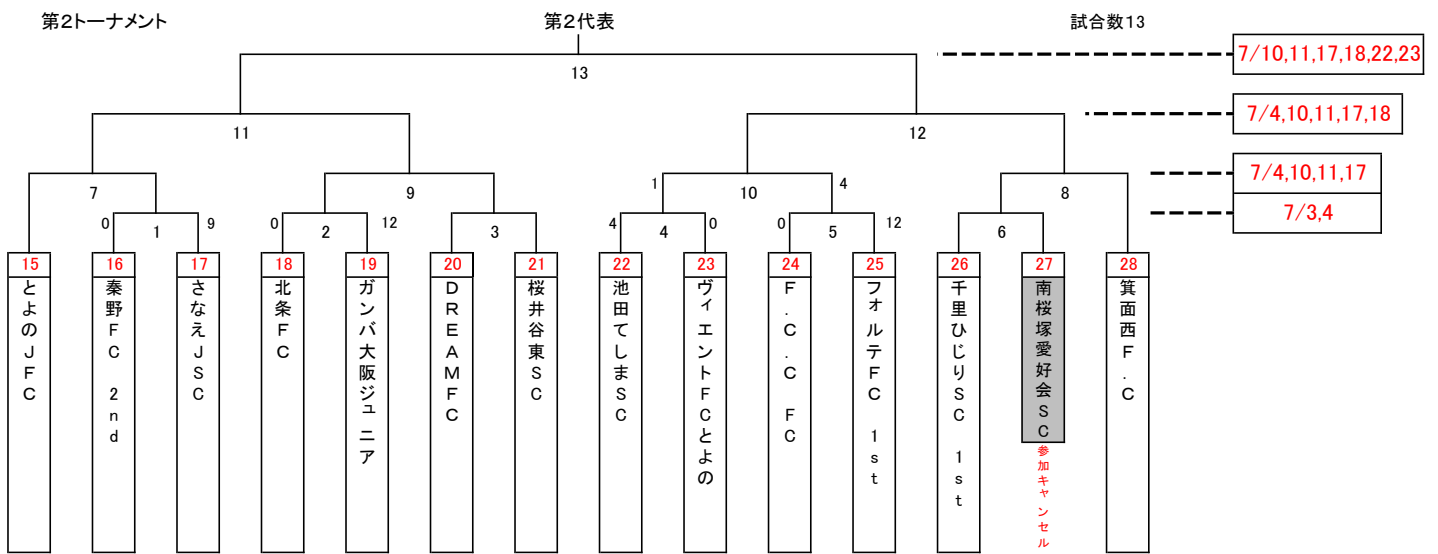 第2トーナメント
第2代表
試合数13
7/10,11,17,18,22,23
13
7/4,10,11,17,18
11
12
7/4,10,11,17
7
9
1
10
4
8
7/3,4
0
1
9
0
2
12
3
4
4
0
0
5
12
6
15
16
17
18
19
20
21
22
23
24
25
26
27
28
とよのJFC
秦野FC 2nd
さなえJSC
北条FC
ガンバ大阪ジュニア
DREAMFC
桜井谷東SC
池田てしまSC
ヴィエントFCとよの
F.C.C FC
フォルテFC 1st
千里ひじりSC 1st
南桜塚愛好会SC
参加キャンセル
箕面西F.C